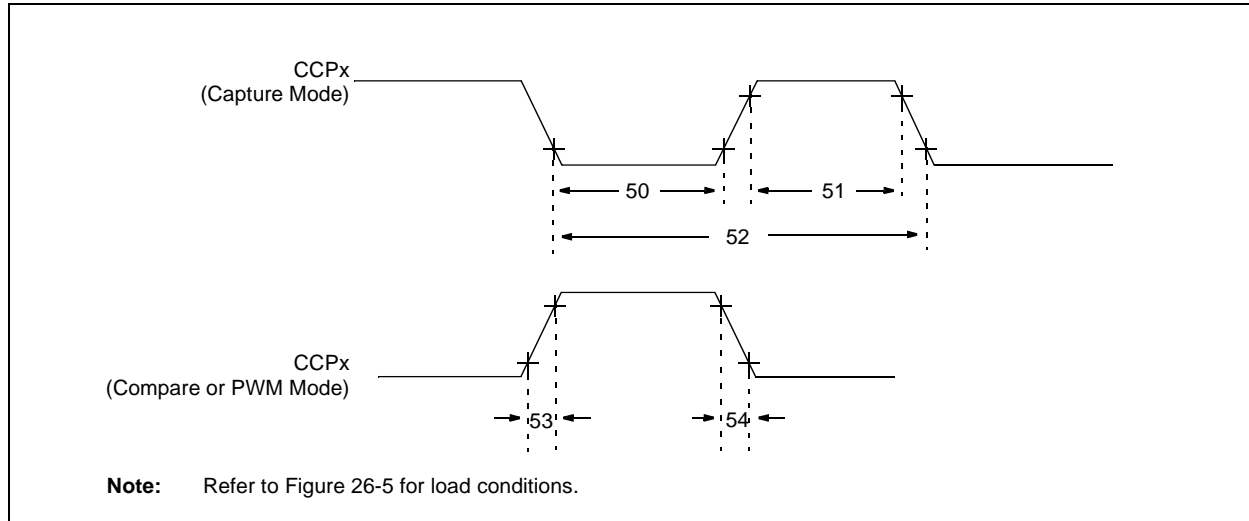 CCPx
(Capture Mode)
50
51
52
CCPx
(Compare or PWM Mode)
53
54
Note: Refer to Figure 26-5 for load conditions.